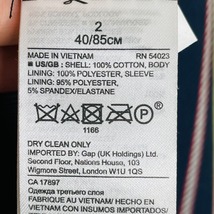 2
40/85CM
MADE IN VIETNAM RN 54023
US/GB: SHELL: 100% COTTON, BODY
LINING: 100% POLYESTER, SLEEVE
LINING: 95% POLYESTER,
5% SPANDEX/ELASTANE
1166
DRY CLEAN ONLY
IMPORTED BY: Gap (UK Holdings) Ltd.
Second Floor, Nations House, 103
Wigmore Street, London W1U 1QS
CA 17897
Одежда третьего слоя
FABRIQUÉ AU VIETNAM/ FECHO EN
VIETNAM CON INSUMOS IMPORTADOS/